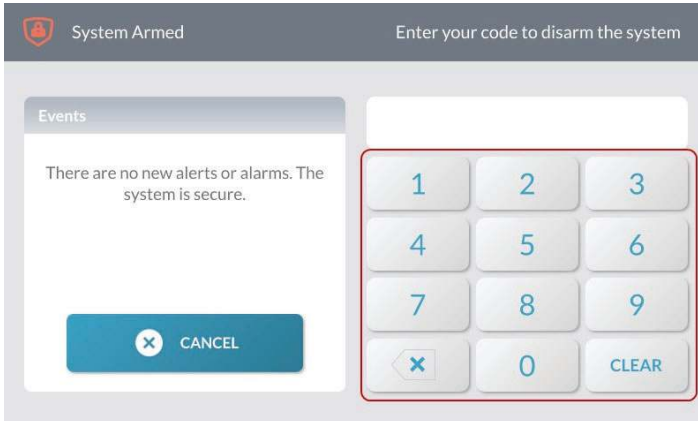 System Armed
Enter your code to disarm the system
Events
There are no new alerts or alarms. The
system is secure.
CANCEL
1 2 3
4 5 6
7 8 9
0 CLEAR